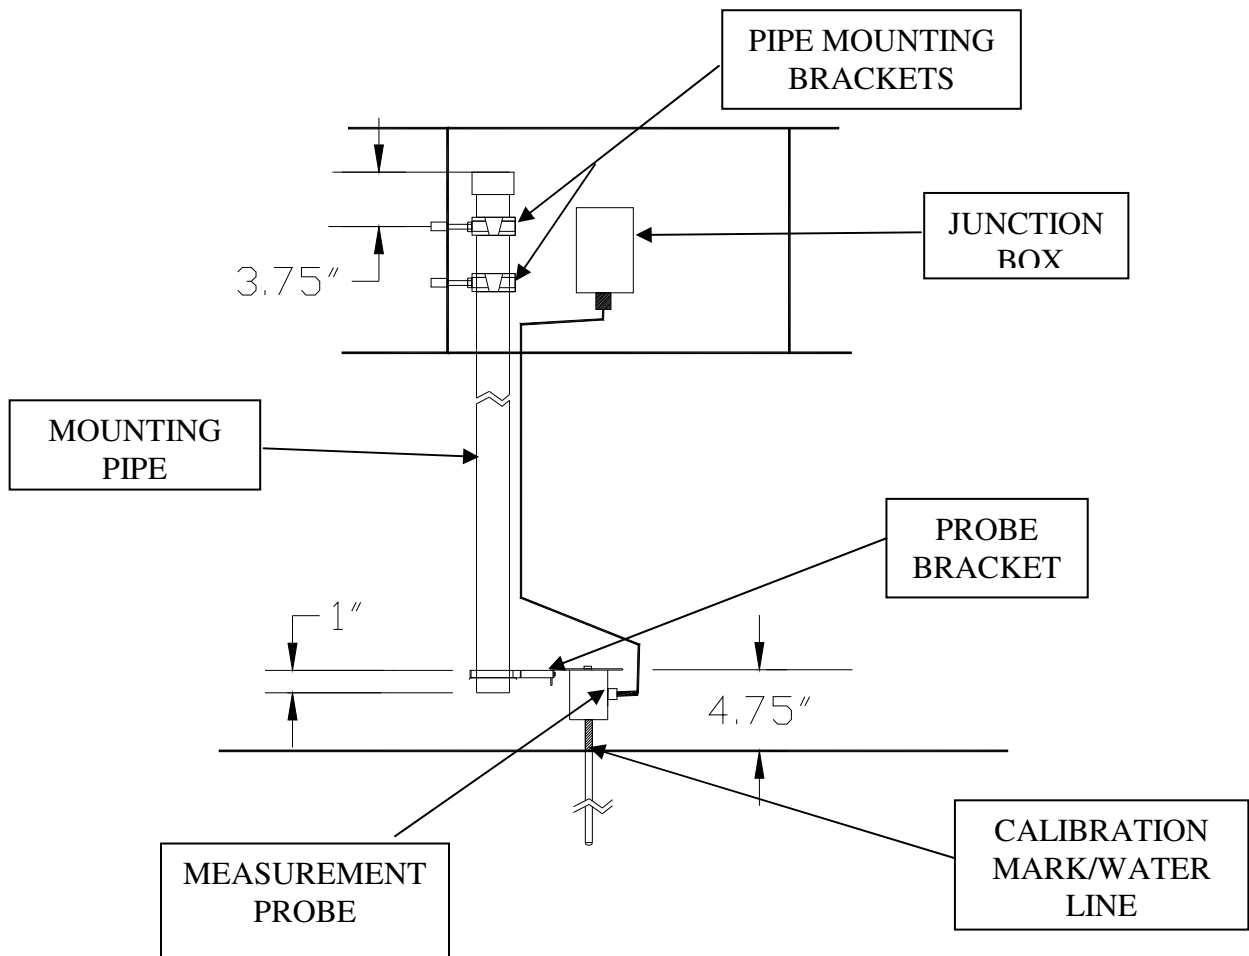 PIPE MOUNTING
BRACKETS
JUNCTION
BOX
3.75"
MOUNTING
PIPE
PROBE
BRACKET
1"
4.75"
CALIBRATION
MARK/WATER
LINE
MEASUREMENT
PROBE